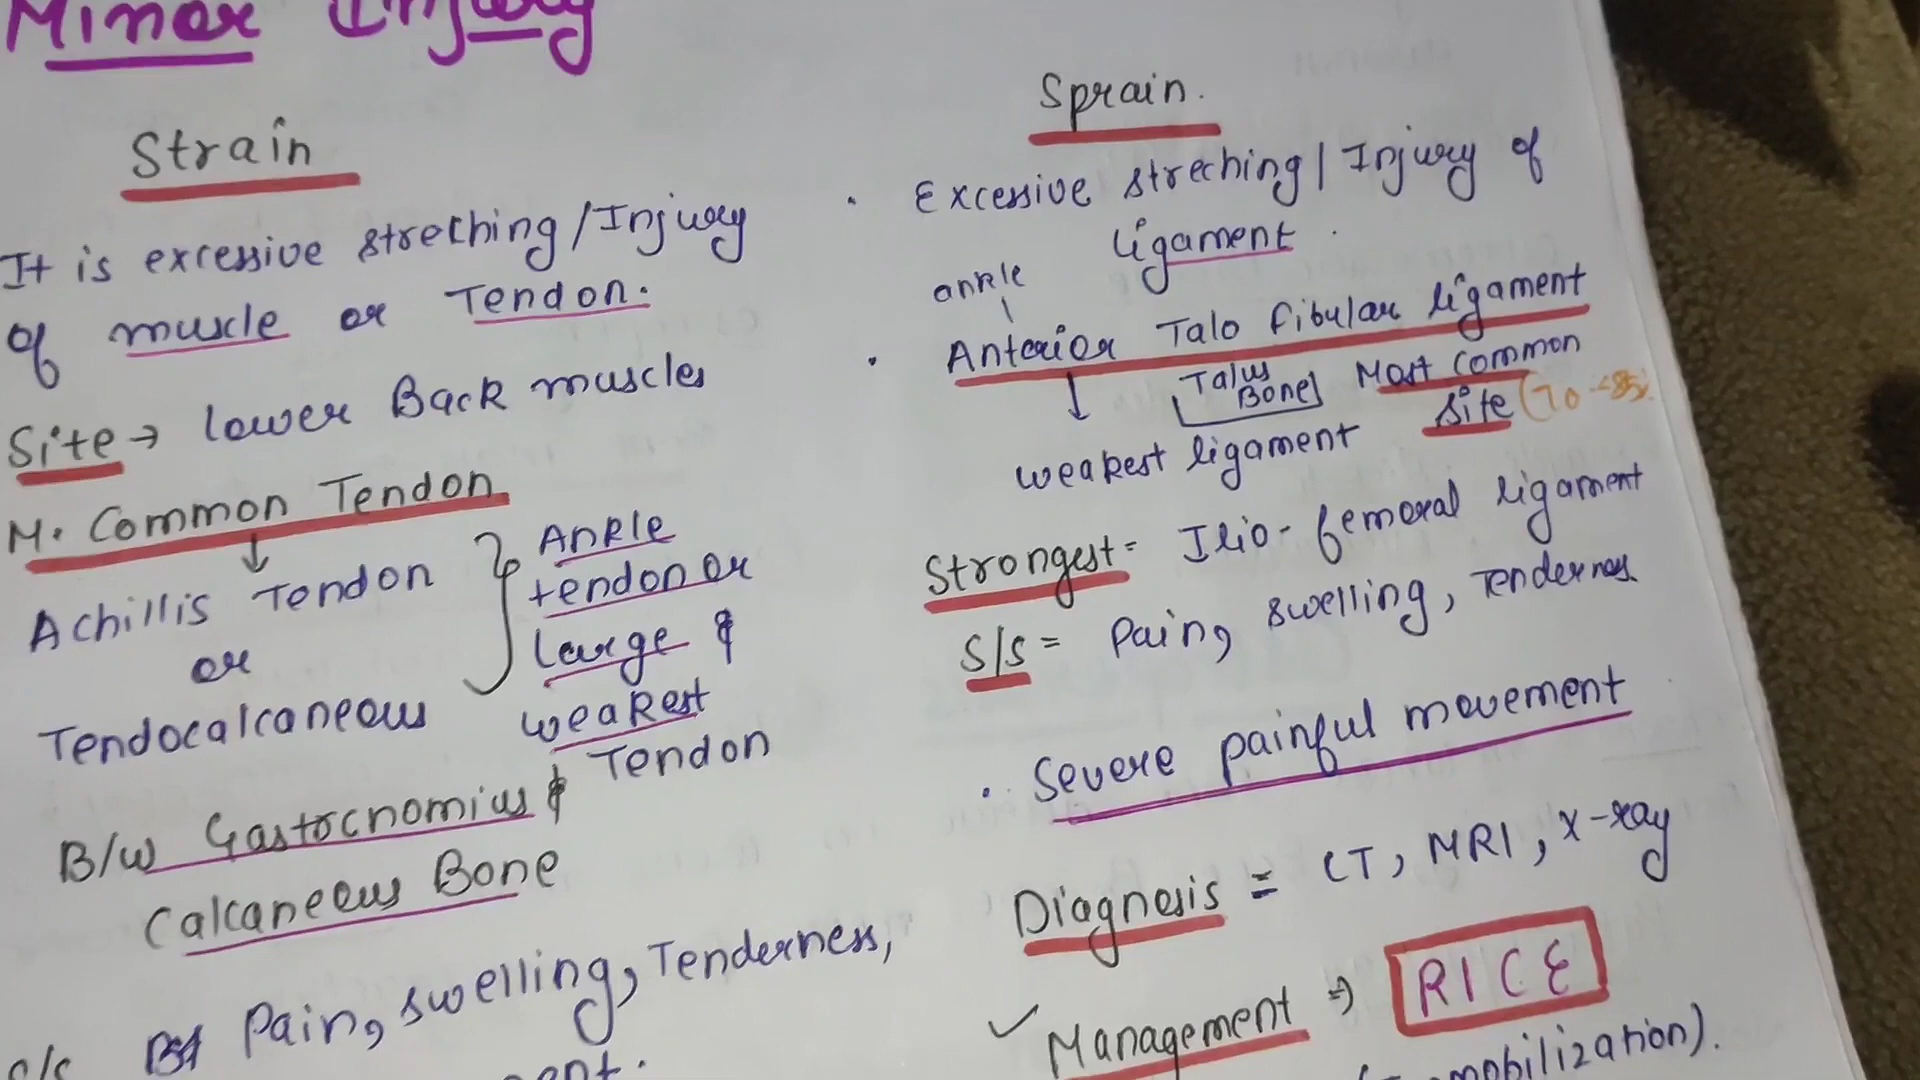 Minor Injury
Strain
It is excessive streching/Injury
of muscle or Tendon.
Site → lower Back muscles
M. Common Tendon
↓
Achillis Tendon
or
Tendocalcaneous
Ankle
tendon or
Large &
weakest
Tendon
B/w Gastocnomius &
Calcaneous Bone
Pain, swelling, Tenderness,
Sprain.
• Excessive streching/Injury of
ligament.
ankle
• Anterior Talo fibular ligament
↓
Talus
Bone
Most Common
site (70-85
weakest ligament
Strongest = Ilio-femoral ligament
S/S = Pain, swelling, Tenderness.
• Severe painful movement
Diagnosis = CT, MRI, X-ray
✓ Management ⇒ RICE
mobilization).